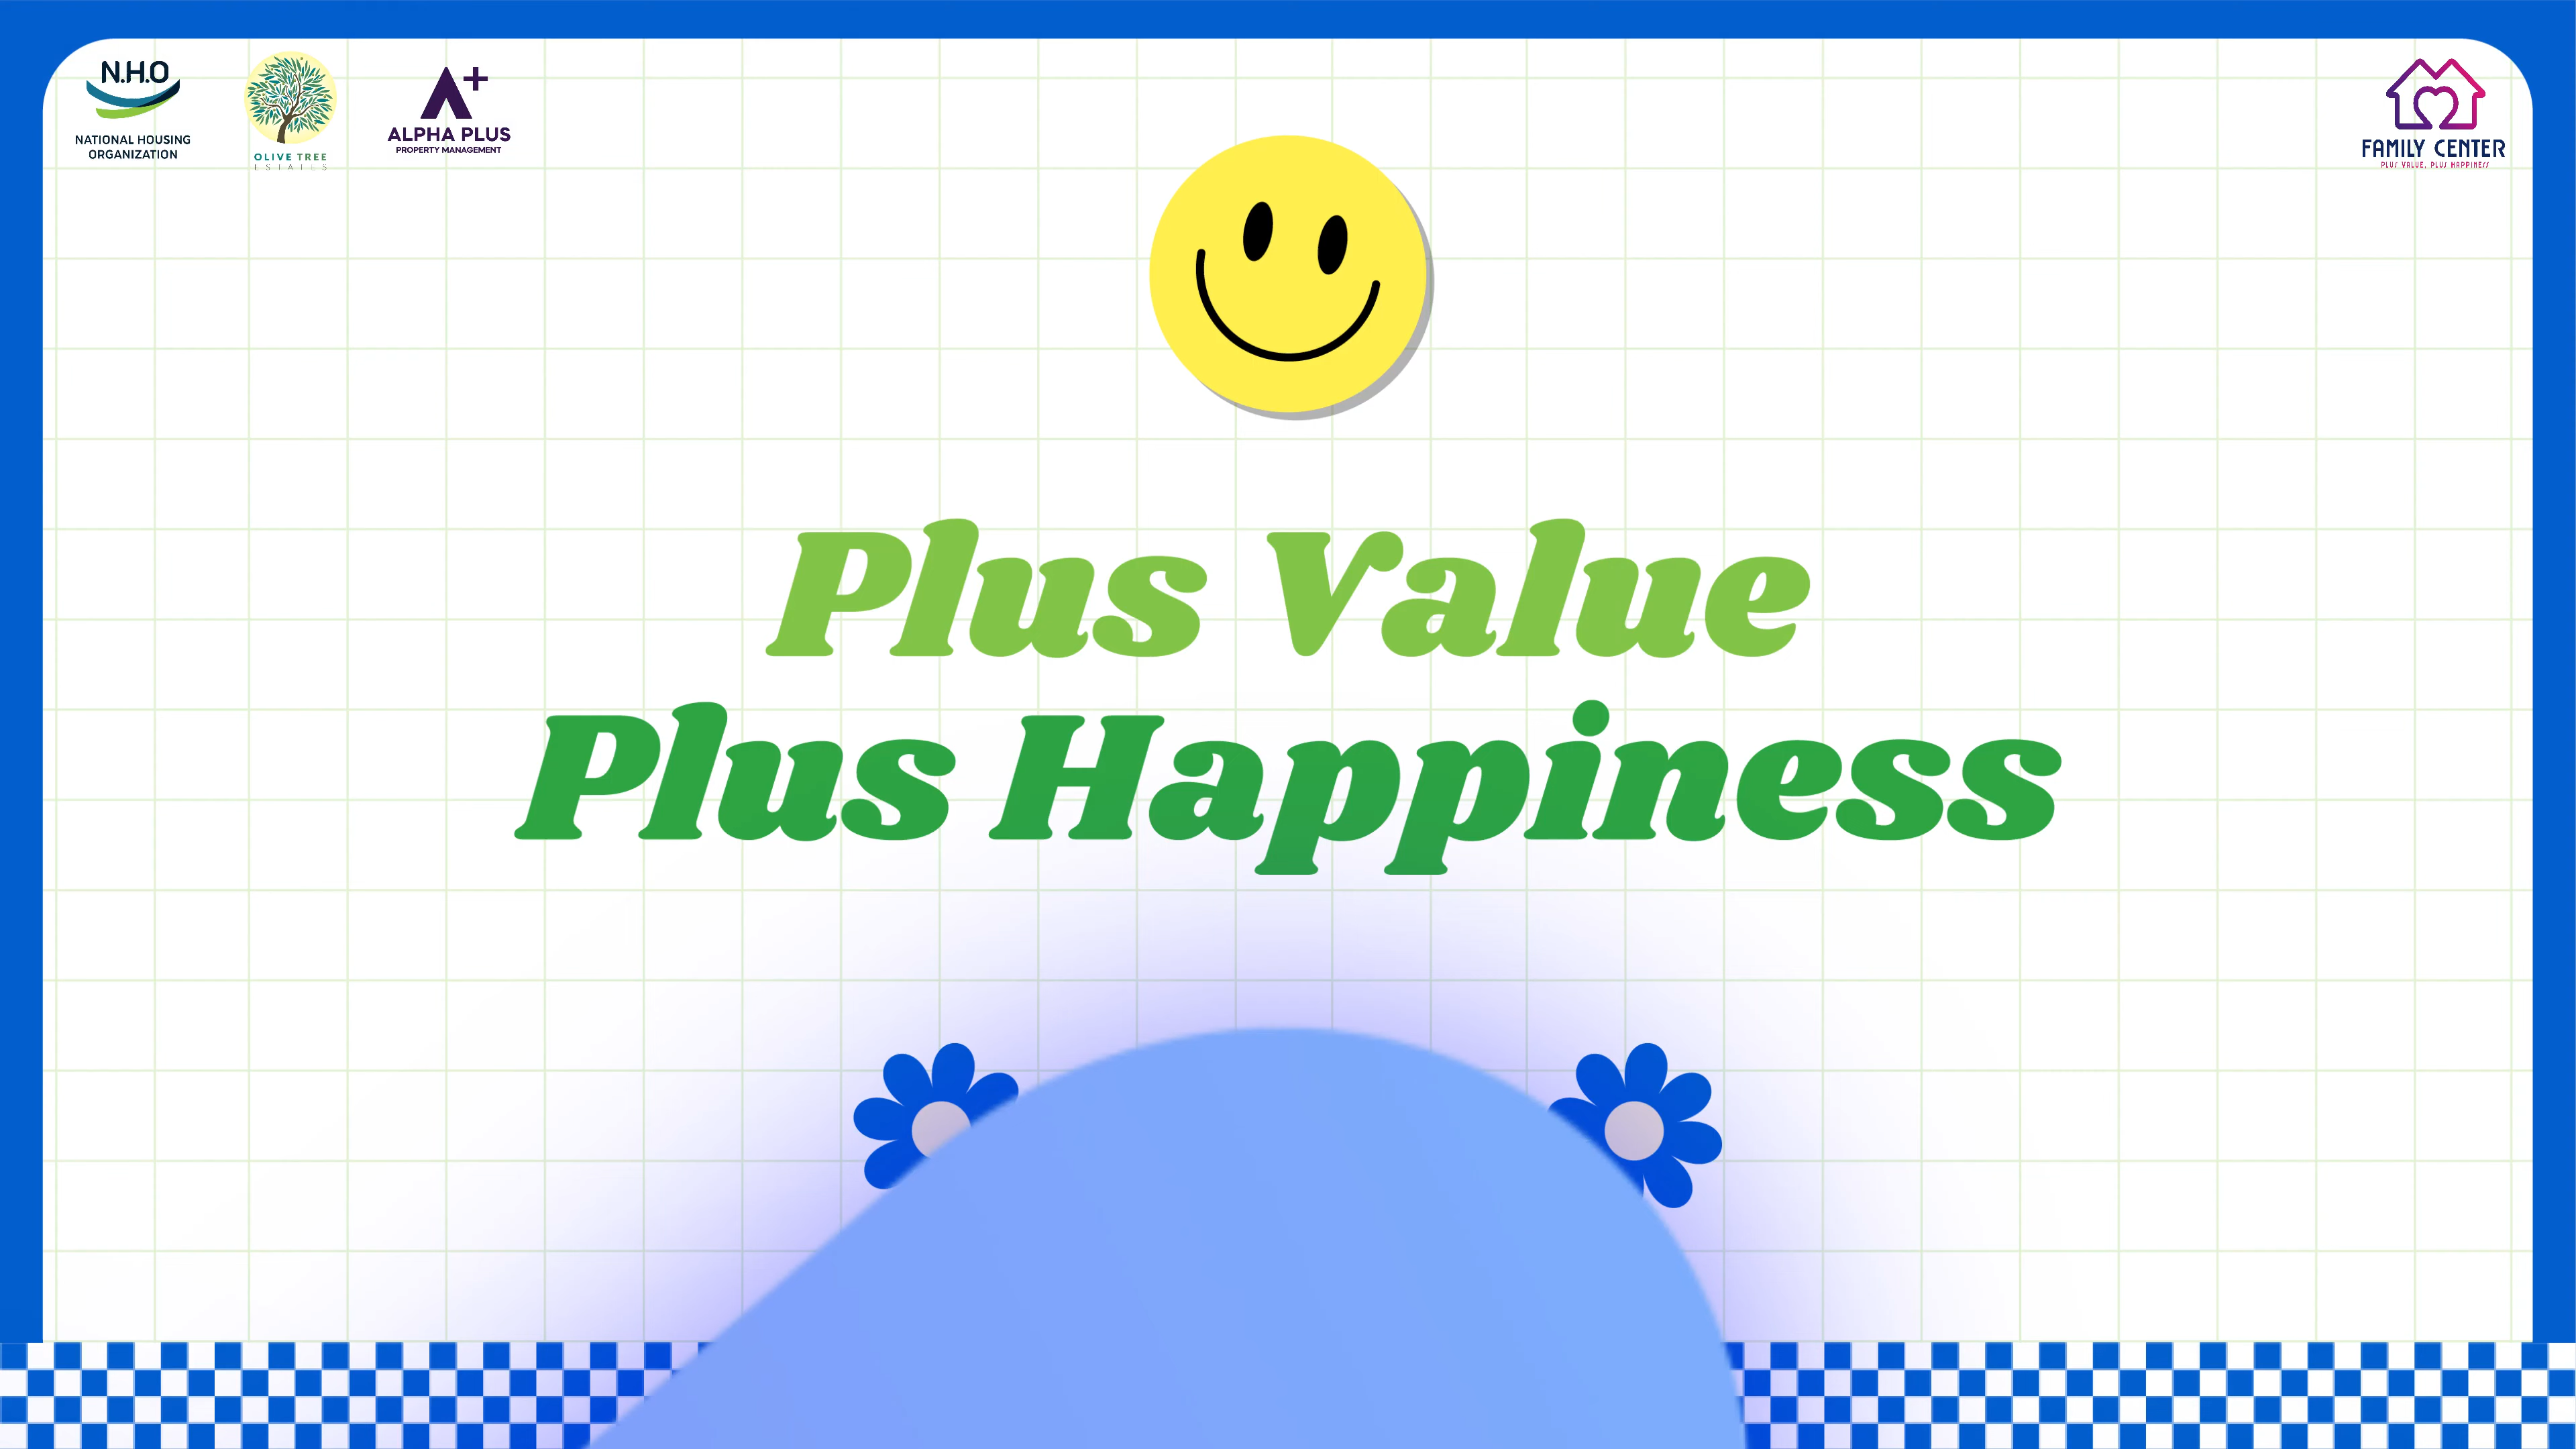 N.H.O
NATIONAL HOUSING
ORGANIZATION
OLIVE TREE
ESTATES
A+
ALPHA PLUS
PROPERTY MANAGEMENT
FAMILY CENTER
PLUS VALUE, PLUS HAPPINESS
Plus Value
Plus Happiness